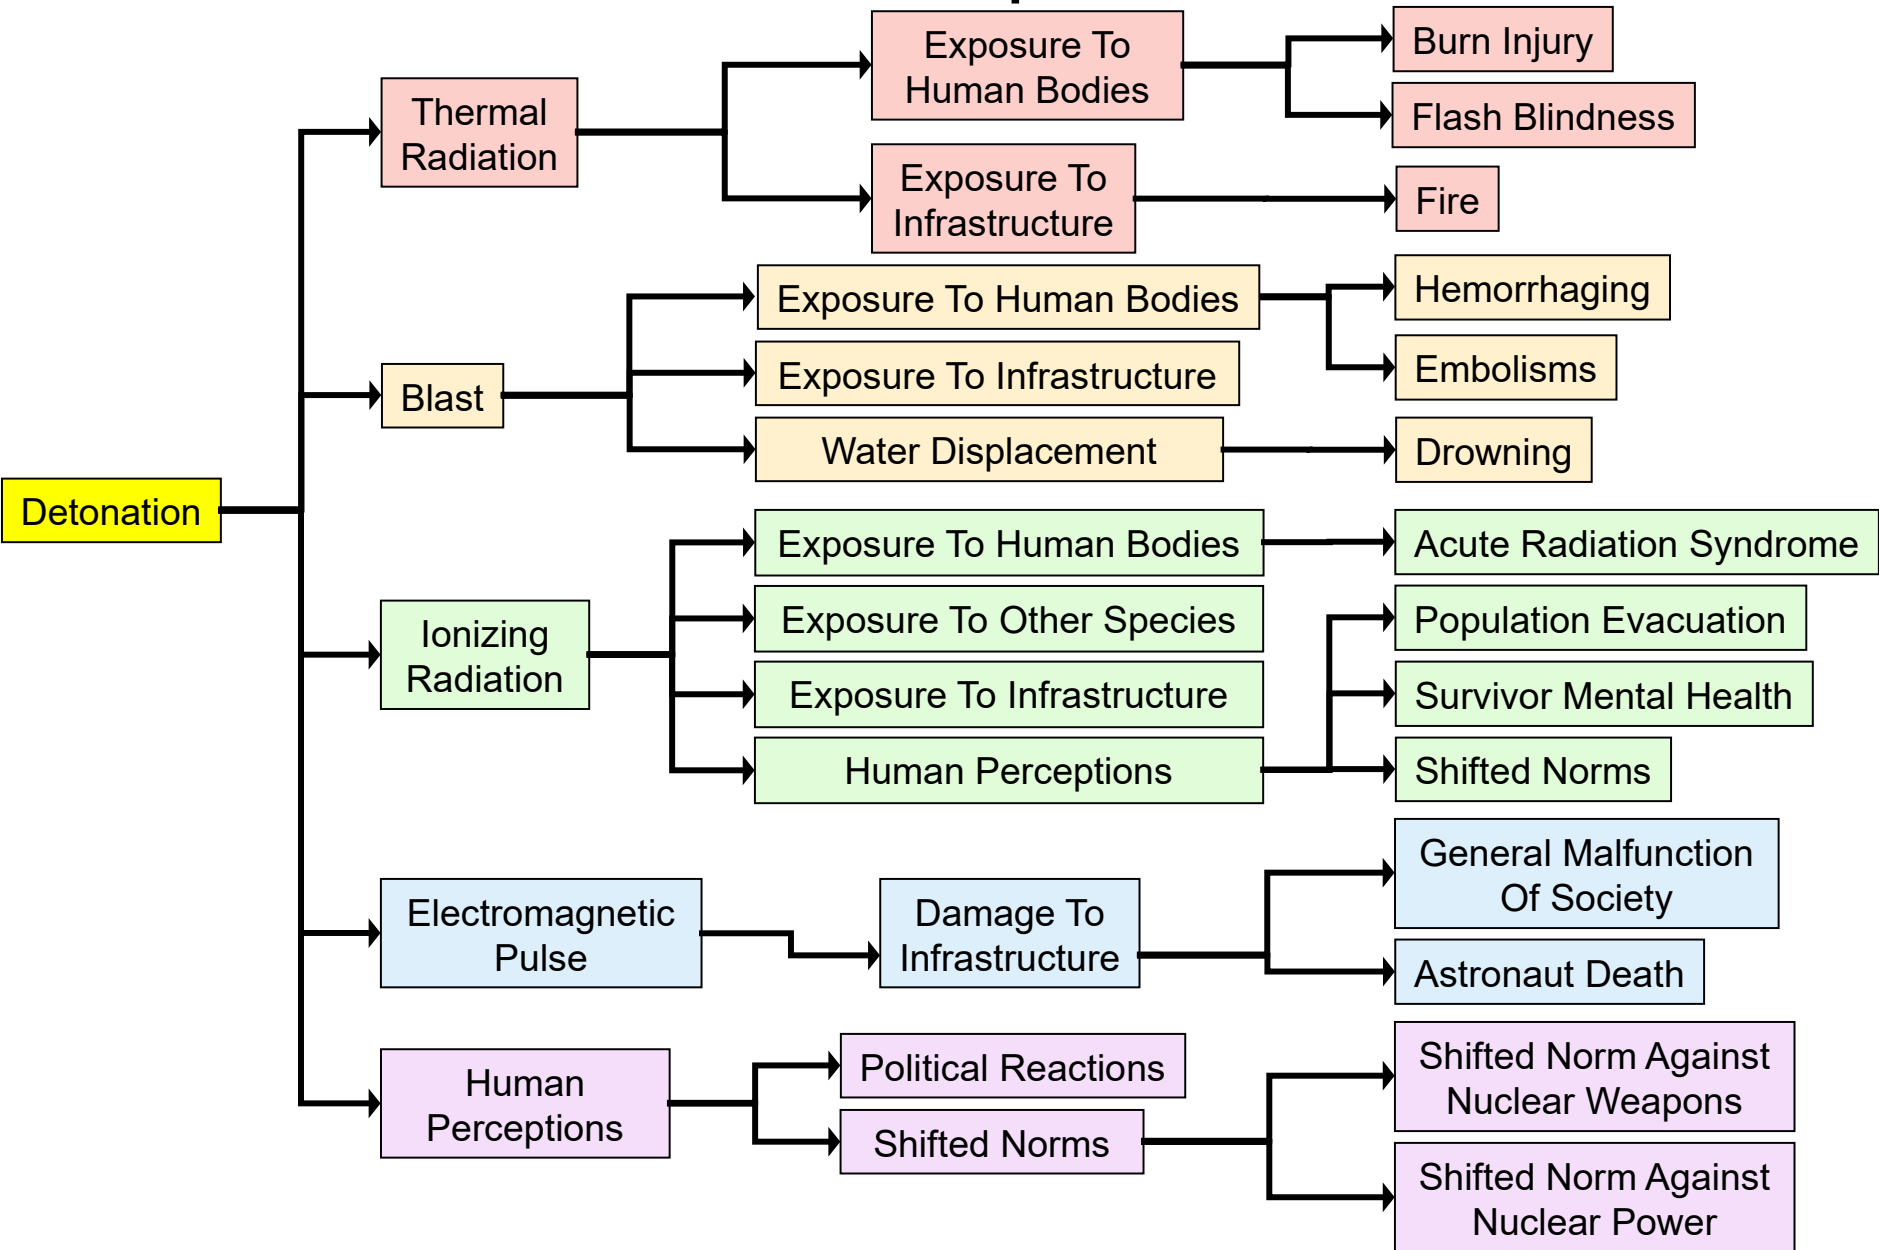 Detonation
Thermal
Radiation
Exposure To
Human Bodies
Burn Injury
Flash Blindness
Exposure To
Infrastructure
Fire
Blast
Exposure To Human Bodies
Hemorrhaging
Embolisms
Exposure To Infrastructure
Water Displacement
Drowning
Ionizing
Radiation
Exposure To Human Bodies
Acute Radiation Syndrome
Exposure To Other Species
Exposure To Infrastructure
Human Perceptions
Population Evacuation
Survivor Mental Health
Shifted Norms
Electromagnetic
Pulse
Damage To
Infrastructure
General Malfunction
Of Society
Astronaut Death
Human
Perceptions
Political Reactions
Shifted Norms
Shifted Norm Against
Nuclear Weapons
Shifted Norm Against
Nuclear Power